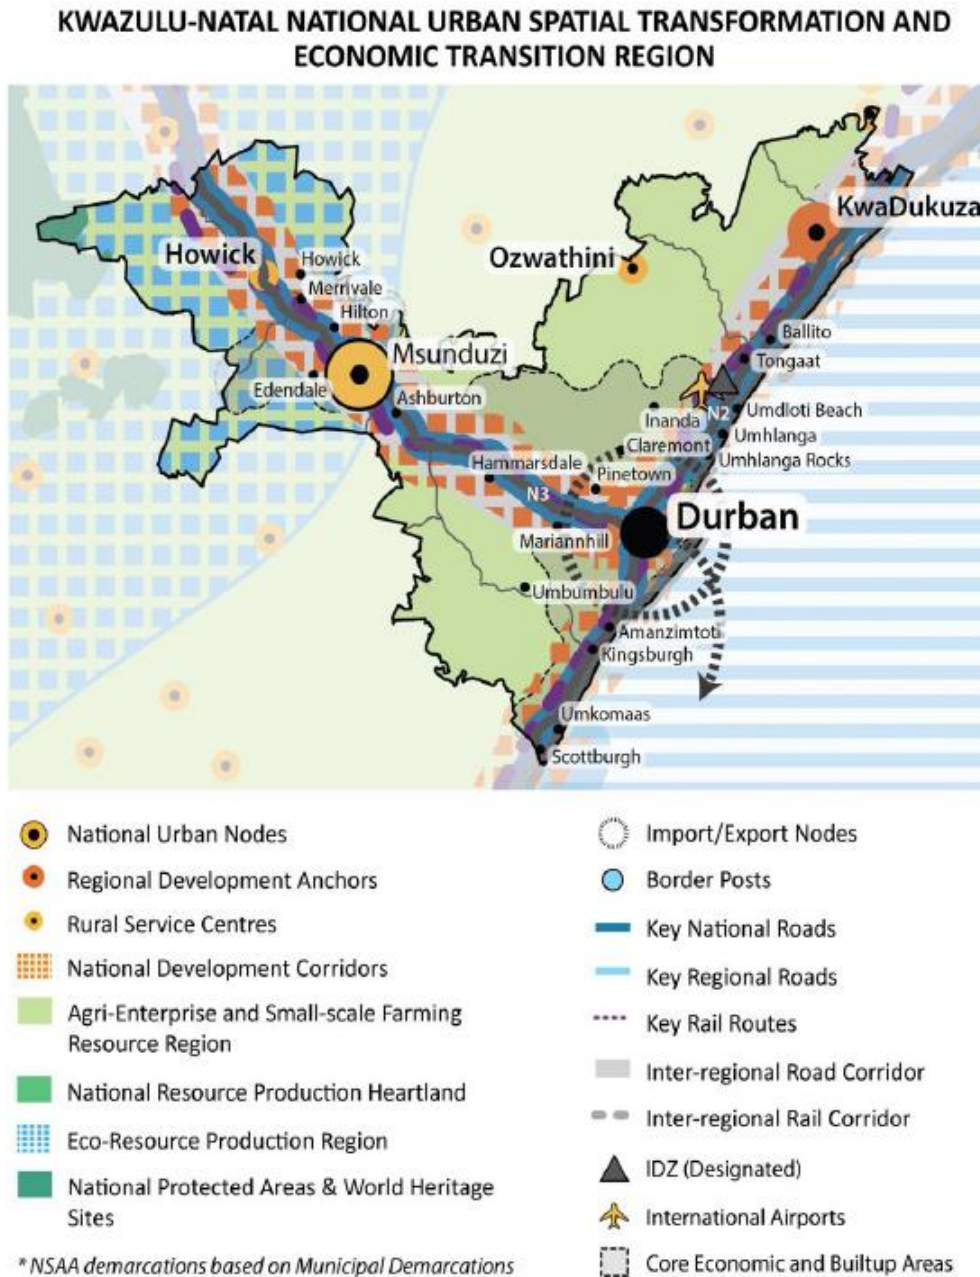 KWAZULU-NATAL NATIONAL URBAN SPATIAL TRANSFORMATION AND
ECONOMIC TRANSITION REGION
KwaDukuza
Howick
Howick
Ozwathini
Merrivale
Hilton
Ballito
Msunduzi
Tongaat
Edendale
Ashburton
N2
Umdloti Beach
Inanda
Umhlanga
Claremont
Umhlanga Rocks
Hammarsdale
Pinetown
N3
Durban
Mariannhill
Umbumbulu
Amanzimtoti
Kingsburgh
Umkomaas
Scottburgh
National Urban Nodes
Regional Development Anchors
Rural Service Centres
National Development Corridors
Agri-Enterprise and Small-scale Farming
Resource Region
National Resource Production Heartland
Eco-Resource Production Region
National Protected Areas & World Heritage
Sites
* NSAA demarcations based on Municipal Demarcations
Import/Export Nodes
Border Posts
Key National Roads
Key Regional Roads
Key Rail Routes
Inter-regional Road Corridor
Inter-regional Rail Corridor
IDZ (Designated)
International Airports
Core Economic and Builtup Areas